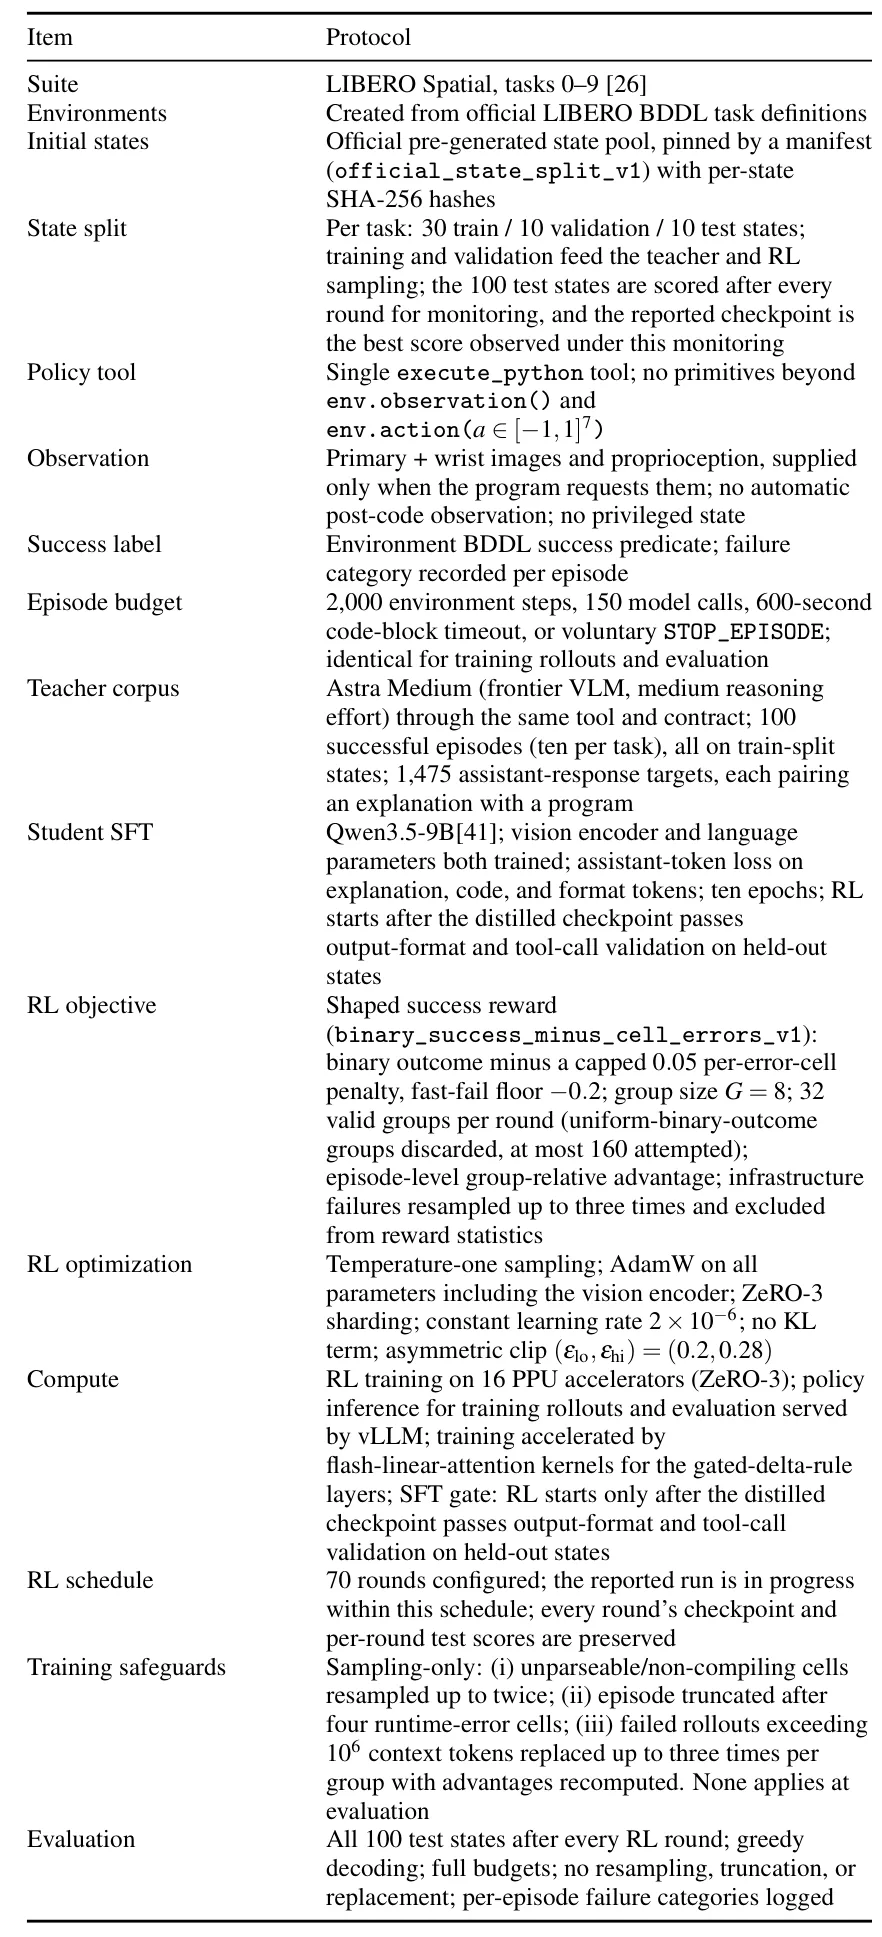 Item Protocol
Suite LIBERO Spatial, tasks 0–9 [26]
Environments Created from official LIBERO BDDL task definitions
Initial states Official pre-generated state pool, pinned by a manifest
(official_state_split_v1) with per-state
SHA-256 hashes
State split Per task: 30 train / 10 validation / 10 test states;
training and validation feed the teacher and RL
sampling; the 100 test states are scored after every
round for monitoring, and the reported checkpoint is
the best score observed under this monitoring
Policy tool Single execute_python tool; no primitives beyond
env.observation() and
env.action(a ∈ [−1,1]⁷)
Observation Primary + wrist images and proprioception, supplied
only when the program requests them; no automatic
post-code observation; no privileged state
Success label Environment BDDL success predicate; failure
category recorded per episode
Episode budget 2,000 environment steps, 150 model calls, 600-second
code-block timeout, or voluntary STOP_EPISODE;
identical for training rollouts and evaluation
Teacher corpus Astra Medium (frontier VLM, medium reasoning
effort) through the same tool and contract; 100
successful episodes (ten per task), all on train-split
states; 1,475 assistant-response targets, each pairing
an explanation with a program
Student SFT Qwen3.5-9B[41]; vision encoder and language
parameters both trained; assistant-token loss on
explanation, code, and format tokens; ten epochs; RL
starts after the distilled checkpoint passes
output-format and tool-call validation on held-out
states
RL objective Shaped success reward
(binary_success_minus_cell_errors_v1):
binary outcome minus a capped 0.05 per-error-cell
penalty, fast-fail floor −0.2; group size G = 8; 32
valid groups per round (uniform-binary-outcome
groups discarded, at most 160 attempted);
episode-level group-relative advantage; infrastructure
failures resampled up to three times and excluded
from reward statistics
RL optimization Temperature-one sampling; AdamW on all
parameters including the vision encoder; ZeRO-3
sharding; constant learning rate 2 × 10⁻⁶; no KL
term; asymmetric clip (εlo, εhi) = (0.2, 0.28)
Compute RL training on 16 PPU accelerators (ZeRO-3); policy
inference for training rollouts and evaluation served
by vLLM; training accelerated by
flash-linear-attention kernels for the gated-delta-rule
layers; SFT gate: RL starts only after the distilled
checkpoint passes output-format and tool-call
validation on held-out states
RL schedule 70 rounds configured; the reported run is in progress
within this schedule; every round's checkpoint and
per-round test scores are preserved
Training safeguards Sampling-only: (i) unparseable/non-compiling cells
resampled up to twice; (ii) episode truncated after
four runtime-error cells; (iii) failed rollouts exceeding
10⁶ context tokens replaced up to three times per
group with advantages recomputed. None applies at
evaluation
Evaluation All 100 test states after every RL round; greedy
decoding; full budgets; no resampling, truncation, or
replacement; per-episode failure categories logged